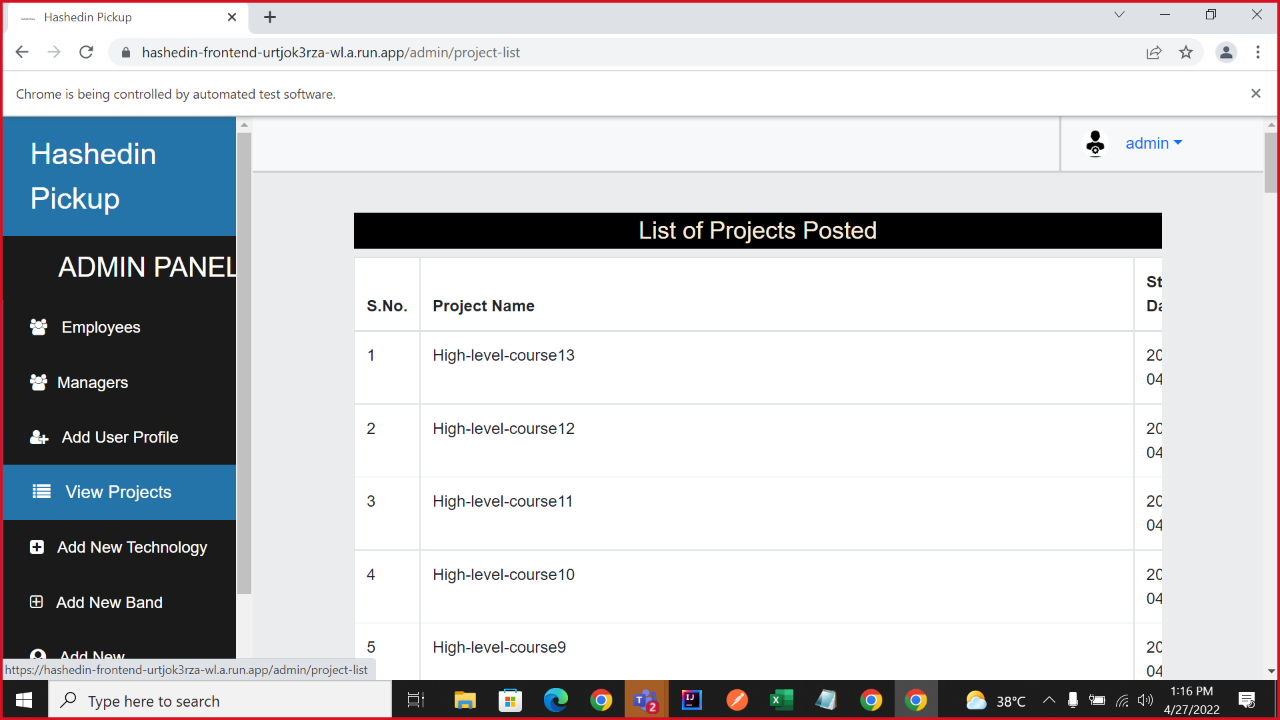 Hashedin Pickup
hashedin-frontend-urtjok3rza-wl.a.run.app/admin/project-list
Chrome is being controlled by automated test software.
Hashedin
Pickup
admin
ADMIN PANEL
Employees
Managers
Add User Profile
View Projects
Add New Technology
Add New Band
Add New
List of Projects Posted
S.No. Project Name St
Da
1 High-level-course13 20
04
2 High-level-course12 20
04
3 High-level-course11 20
04
4 High-level-course10 20
04
5 High-level-course9 20
04
https://hashedin-frontend-urtjok3rza-wl.a.run.app/admin/project-list
Type here to search
2
38°C
1:16 PM
4/27/2022